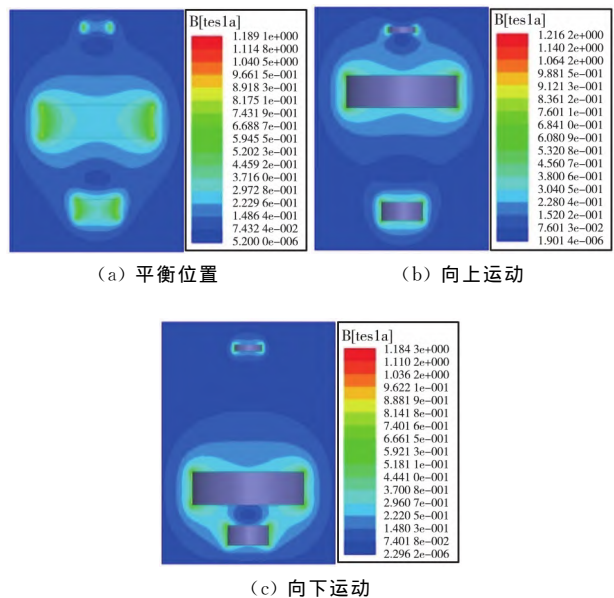 B[tes1a]
1.189 1e+000
1.114 8e+000
1.040 5e+000
9.661 5e-001
8.918 3e-001
8.175 1e-001
7.431 9e-001
6.688 7e-001
5.945 5e-001
5.202 3e-001
4.459 2e-001
3.716 0e-001
2.972 8e-001
2.229 6e-001
1.486 4e-001
7.432 4e-002
5.200 0e-006
(a) 平衡位置
B[tes1a]
1.216 2e+000
1.140 2e+000
1.064 2e+000
9.881 5e-001
9.121 3e-001
8.361 2e-001
7.601 1e-001
6.841 0e-001
6.080 9e-001
5.320 8e-001
4.560 7e-001
3.800 6e-001
3.040 5e-001
2.280 4e-001
1.520 2e-001
7.601 3e-002
1.901 4e-006
(b) 向上运动
B[tes1a]
1.184 3e+000
1.110 2e+000
1.036 2e+000
9.622 1e-001
8.881 9e-001
8.141 8e-001
7.401 6e-001
6.661 5e-001
5.921 3e-001
5.181 1e-001
4.441 0e-001
3.700 8e-001
2.960 7e-001
2.220 5e-001
1.480 3e-001
7.401 8e-002
2.296 2e-006
(c) 向下运动